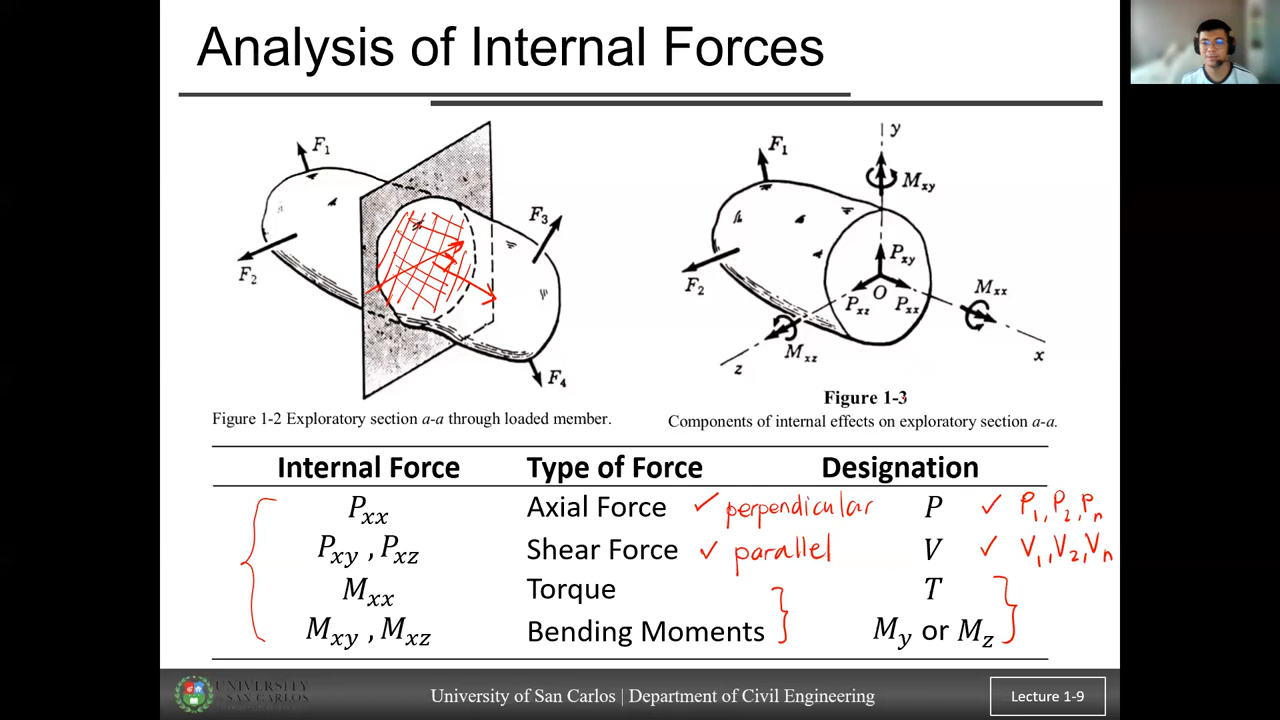 Analysis of Internal Forces
F1
F3
F2
F4
Figure 1-2 Exploratory section a-a through loaded member.
y
F1
Mxy
Pxy
F2
O
Mxx
Pxz
Pxx
Mxz
x
z
Figure 1-3
Components of internal effects on exploratory section a-a.
Internal Force Type of Force Designation
Pxx Axial Force ✓ perpendicular P ✓ P1, P2, Pn
Pxy , Pxz Shear Force ✓ parallel V ✓ V1, V2, Vn
Mxx Torque T
Mxy , Mxz Bending Moments My or Mz
UNIVERSITY
SAN CARLOS
University of San Carlos | Department of Civil Engineering
Lecture 1-9